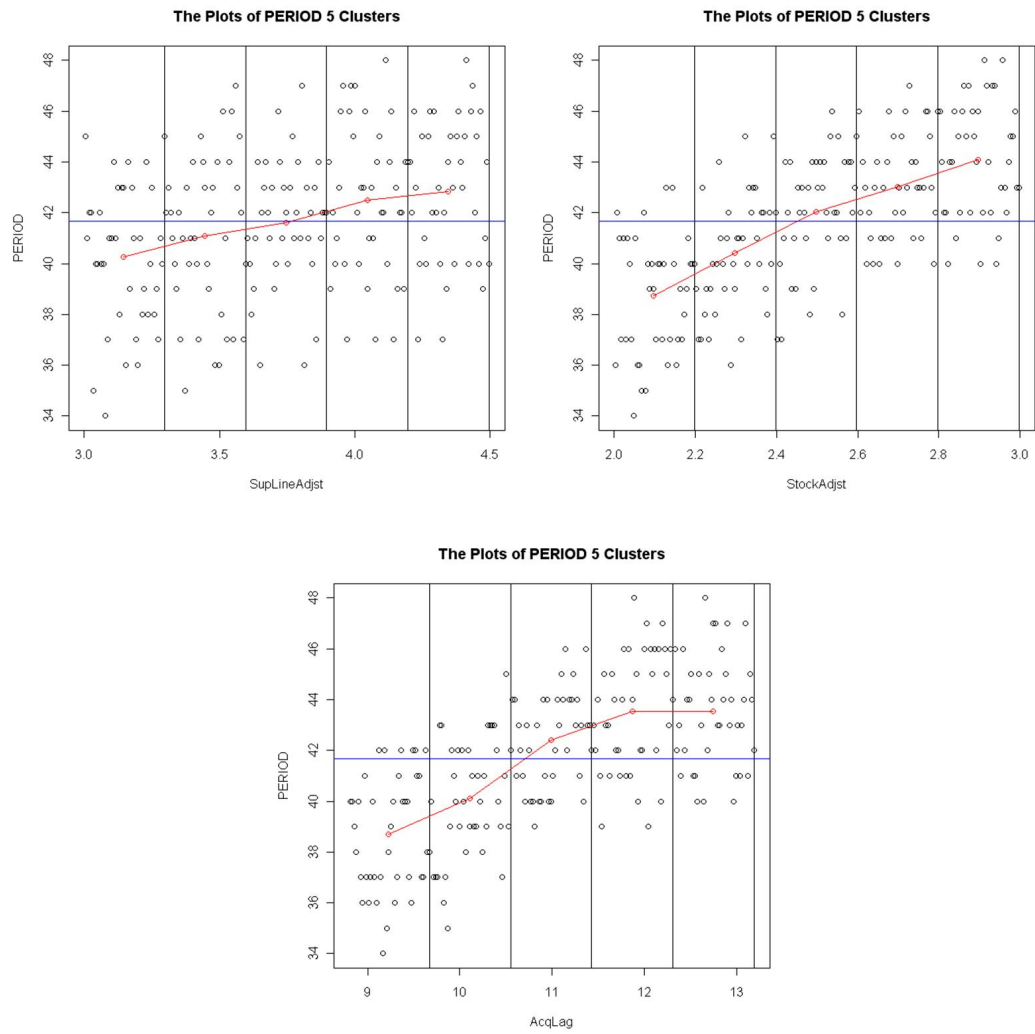 The Plots of PERIOD 5 Clusters
PERIOD
48
46
44
42
40
38
36
34
3.0 3.5 4.0 4.5
SupLineAdjst
The Plots of PERIOD 5 Clusters
PERIOD
48
46
44
42
40
38
36
34
2.0 2.2 2.4 2.6 2.8 3.0
StockAdjst
The Plots of PERIOD 5 Clusters
PERIOD
48
46
44
42
40
38
36
34
9 10 11 12 13
AcqLag